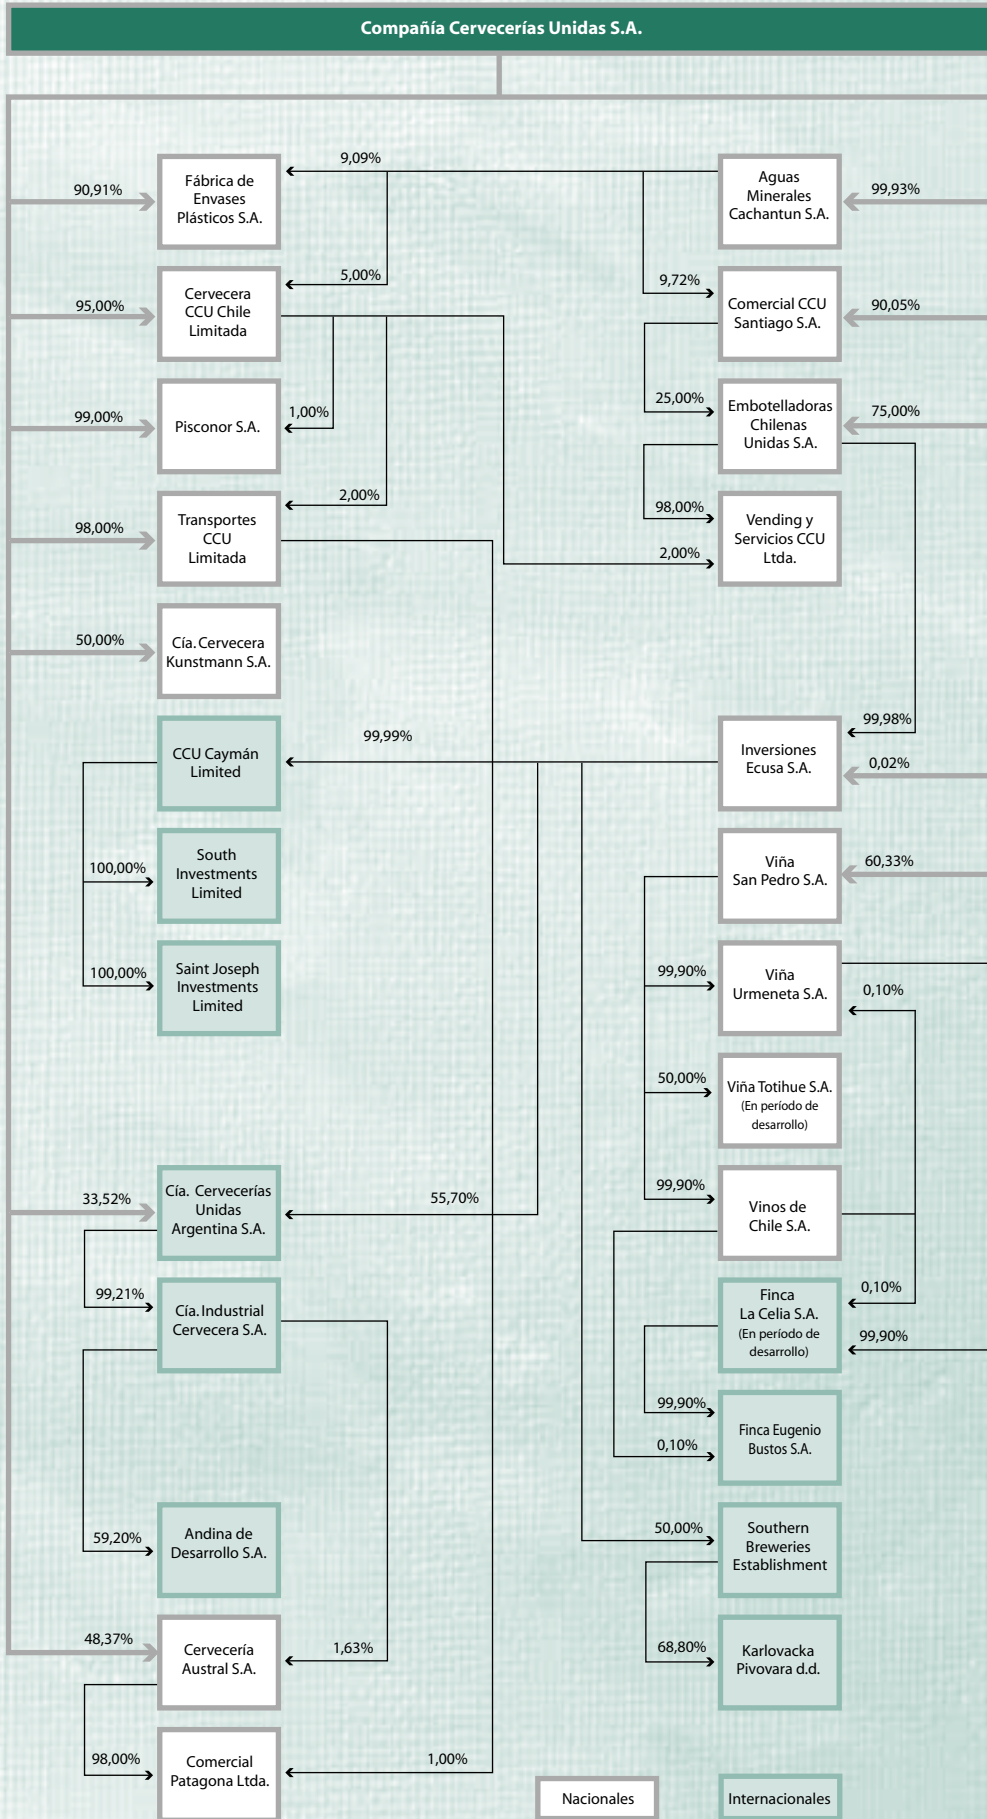 Compañía Cervecerías Unidas S.A.
9,09%
90,91%
Fábrica de
Envases
Plásticos S.A.
Aguas
Minerales
Cachantun S.A.
99,93%
5,00%
95,00%
Cervecera
CCU Chile
Limitada
9,72%
Comercial CCU
Santiago S.A.
90,05%
99,00%
Pisconor S.A.
1,00%
25,00%
Embotelladoras
Chilenas
Unidas S.A.
75,00%
2,00%
98,00%
Transportes
CCU
Limitada
98,00%
2,00%
Vending y
Servicios CCU
Ltda.
50,00%
Cía. Cervecera
Kunstmann S.A.
99,98%
99,99%
CCU Caymán
Limited
Inversiones
Ecusa S.A.
0,02%
100,00%
South
Investments
Limited
Viña
San Pedro S.A.
60,33%
100,00%
Saint Joseph
Investments
Limited
99,90%
Viña
Urmeneta S.A.
0,10%
50,00%
Viña Totihue S.A.
(En período de
desarrollo)
33,52%
Cía. Cervecerías
Unidas
Argentina S.A.
55,70%
99,90%
Vinos de
Chile S.A.
99,21%
Cía. Industrial
Cervecera S.A.
Finca
La Celia S.A.
(En período de
desarrollo)
0,10%
99,90%
99,90%
0,10%
Finca Eugenio
Bustos S.A.
59,20%
Andina de
Desarrollo S.A.
50,00%
Southern
Breweries
Establishment
48,37%
Cervecería
Austral S.A.
1,63%
68,80%
Karlovacka
Pivovara d.d.
98,00%
Comercial
Patagona Ltda.
1,00%
Nacionales
Internacionales